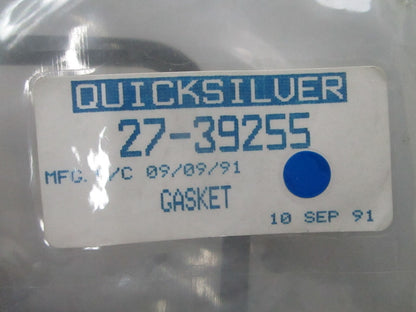 QUICKSILVER
27-39255
MFG. I/C 09/09/91
GASKET
10 SEP 91